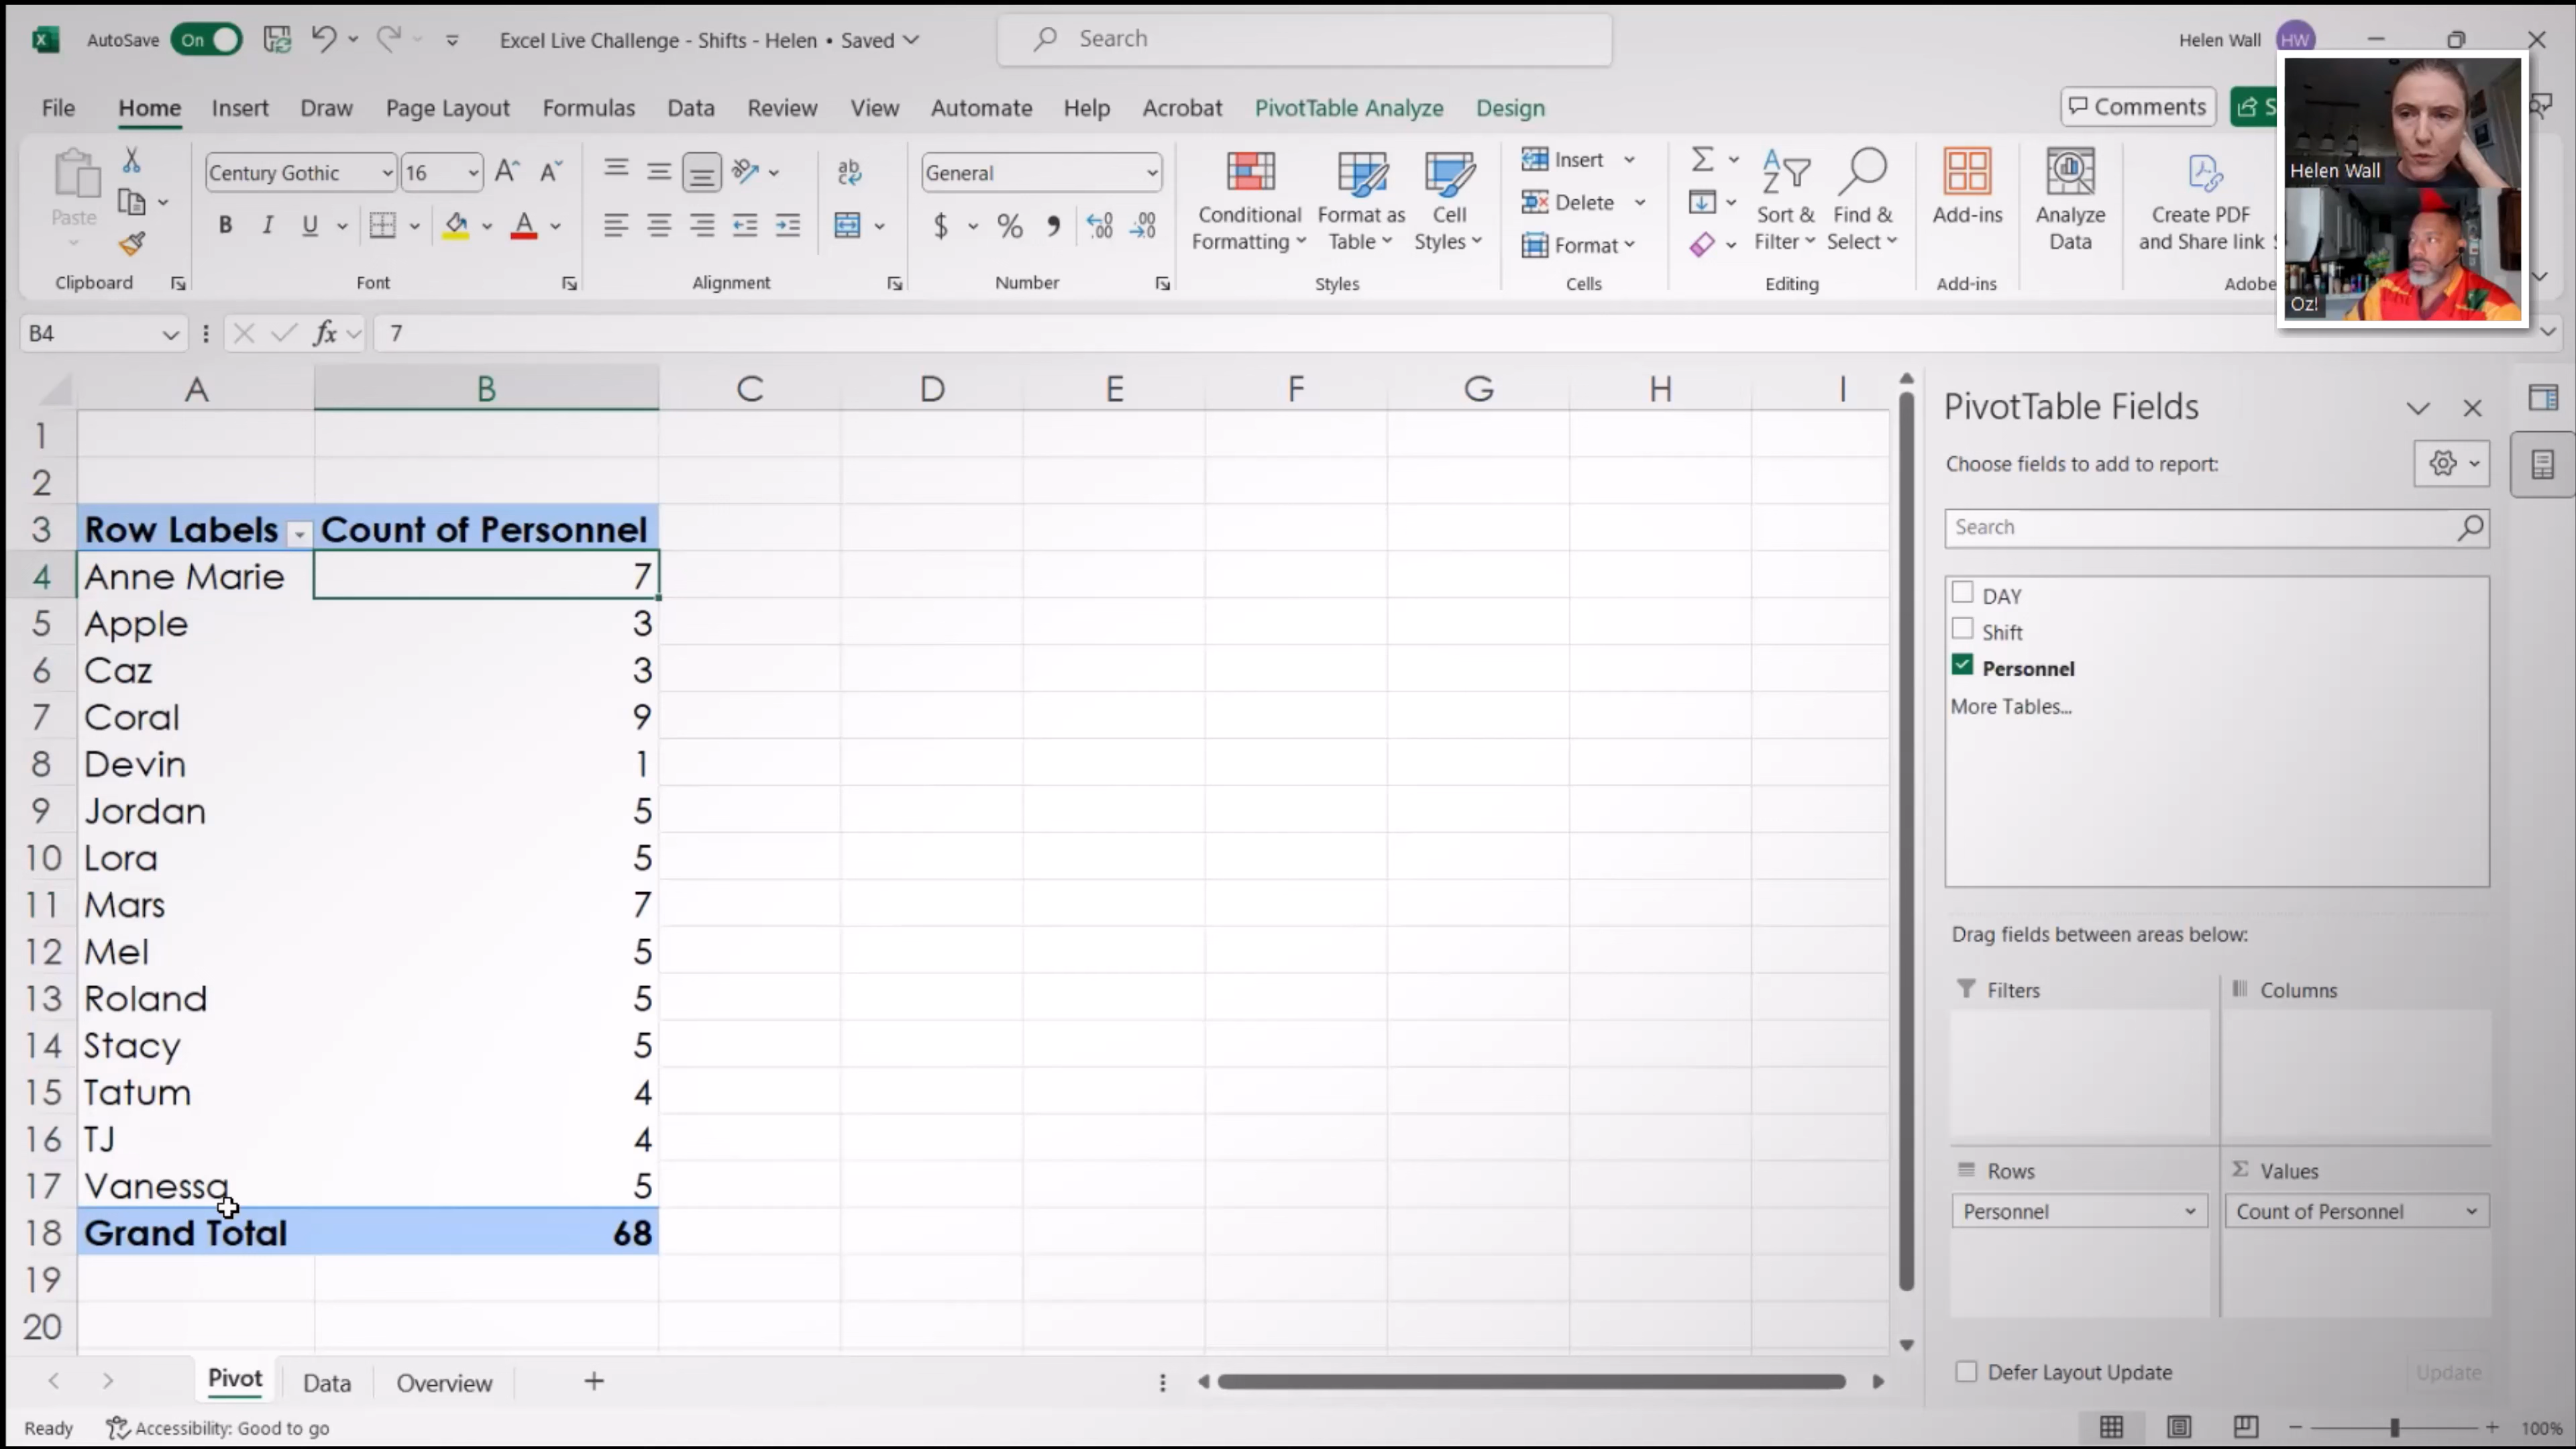 AutoSave On Excel Live Challenge - Shifts - Helen • Saved Search Helen Wall HW
File Home Insert Draw Page Layout Formulas Data Review View Automate Help Acrobat PivotTable Analyze Design Comments S
Helen Wall
Oz!
Paste
Clipboard
Century Gothic 16
B I U A
Font
ab
Alignment
General
$ % , .00
Number
Conditional Formatting
Format as Table
Cell Styles
Styles
Insert
Delete
Format
Cells
Sort & Filter
Find & Select
Editing
Add-ins
Add-ins
Analyze Data
Create PDF and Share link
Adobe
B4 fx 7
A B C D E F G H I
1
2
3 Row Labels Count of Personnel
4 Anne Marie 7
5 Apple 3
6 Caz 3
7 Coral 9
8 Devin 1
9 Jordan 5
10 Lora 5
11 Mars 7
12 Mel 5
13 Roland 5
14 Stacy 5
15 Tatum 4
16 TJ 4
17 Vanessa 5
18 Grand Total 68
19
20
PivotTable Fields
Choose fields to add to report:
Search
DAY
Shift
Personnel
More Tables...
Drag fields between areas below:
Filters Columns
Rows Values
Personnel Count of Personnel
Defer Layout Update Update
Pivot Data Overview
Ready Accessibility: Good to go 100%